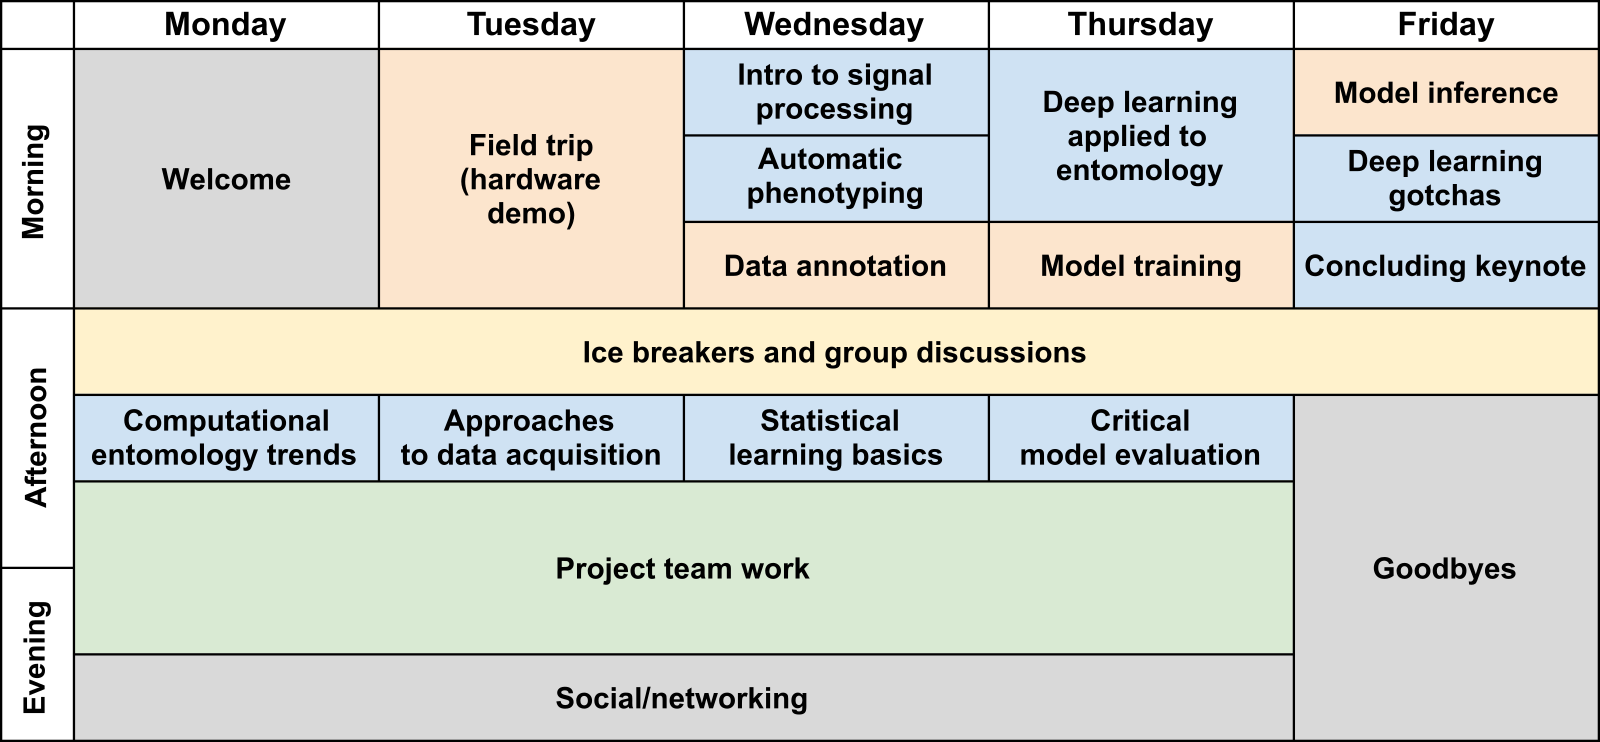 Monday
Tuesday
Wednesday
Thursday
Friday
Morning
Welcome
Field trip
(hardware
demo)
Intro to signal
processing
Automatic
phenotyping
Data annotation
Deep learning
applied to
entomology
Model training
Model inference
Deep learning
gotchas
Concluding keynote
Afternoon
Ice breakers and group discussions
Computational
entomology trends
Approaches
to data acquisition
Statistical
learning basics
Critical
model evaluation
Project team work
Goodbyes
Evening
Social/networking